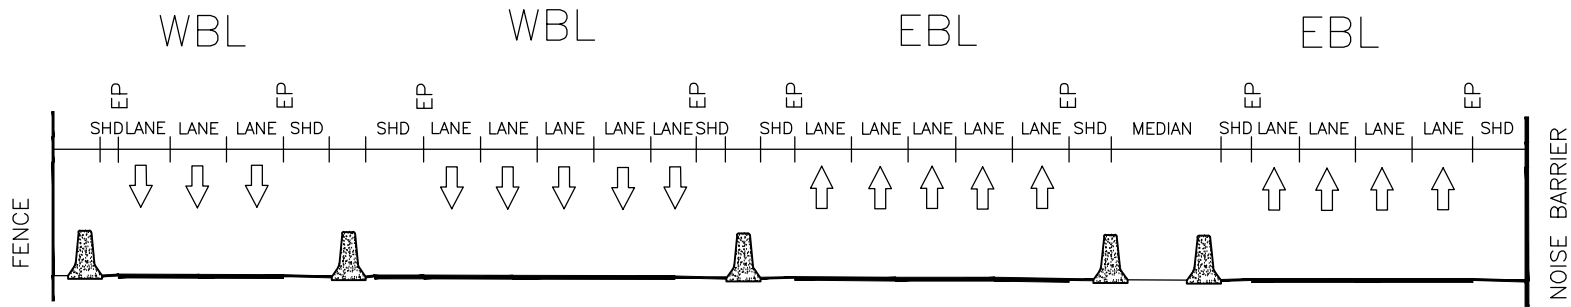 WBL WBL EBL EBL
EP EP EP EP EP EP EP EP
SHD LANE LANE LANE SHD SHD LANE LANE LANE LANE LANE SHD SHD LANE LANE LANE LANE LANE SHD MEDIAN SHD LANE LANE LANE LANE SHD
FENCE
NOISE BARRIER